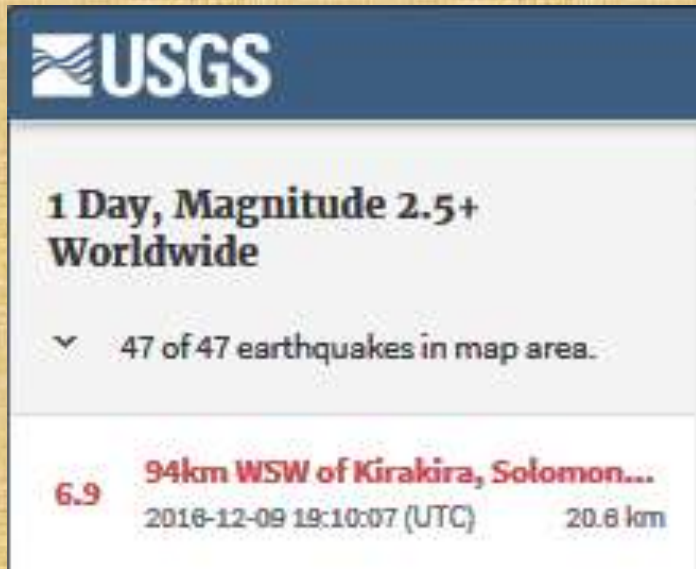 USGS
1 Day, Magnitude 2.5+
Worldwide
47 of 47 earthquakes in map area.
6.9 94km WSW of Kirakira, Solomon...
2016-12-09 19:10:07 (UTC) 20.6 km